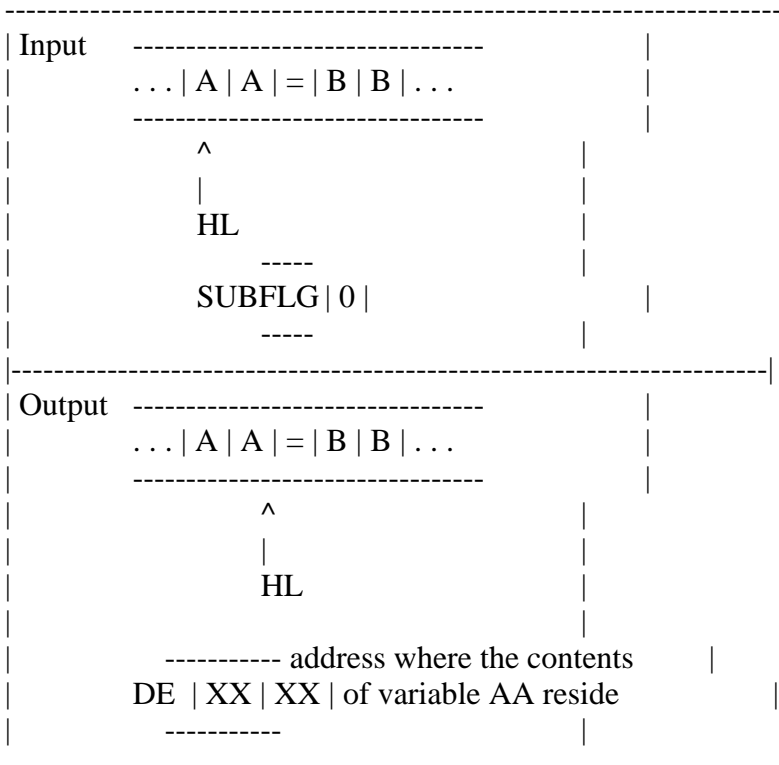 -------------------------------------------------------------------------
| Input --------------------------------- |
| . . . | A | A | = | B | B | . . . |
| --------------------------------- |
| ^ |
| | |
| HL |
| ----- |
| SUBFLG | 0 | |
| ----- |
|-----------------------------------------------------------------------|
| Output --------------------------------- |
| . . . | A | A | = | B | B | . . . |
| --------------------------------- |
| ^ |
| | |
| HL |
| |
| ----------- address where the contents |
| DE | XX | XX | of variable AA reside |
| ----------- |